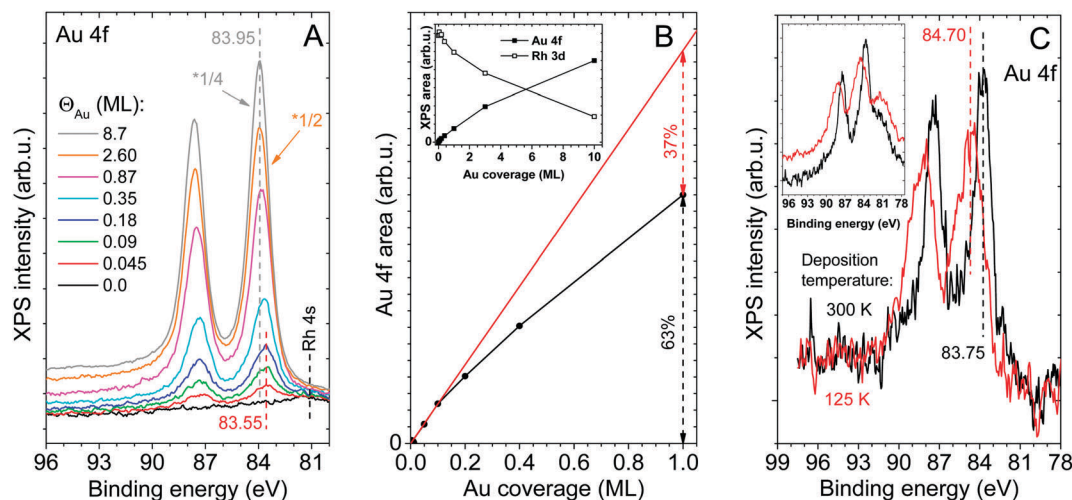 Au 4f
A
83.95
*1/4
*1/2
Θ_Au (ML):
8.7
2.60
0.87
0.35
0.18
0.09
0.045
0.0
Rh 4s
83.55
XPS intensity (arb.u.)
96 93 90 87 84 81
Binding energy (eV)
B
XPS area (arb.u.)
Au 4f
Rh 3d
0
0 2 4 6 8 10
Au coverage (ML)
37%
63%
Au 4f area (arb.u.)
0
0.0 0.2 0.4 0.6 0.8 1.0
Au coverage (ML)
C
84.70
Au 4f
96 93 90 87 84 81 78
Binding energy (eV)
Deposition
temperature:
300 K
125 K
83.75
XPS intensity (arb.u.)
99 96 93 90 87 84 81 78
Binding energy (eV)